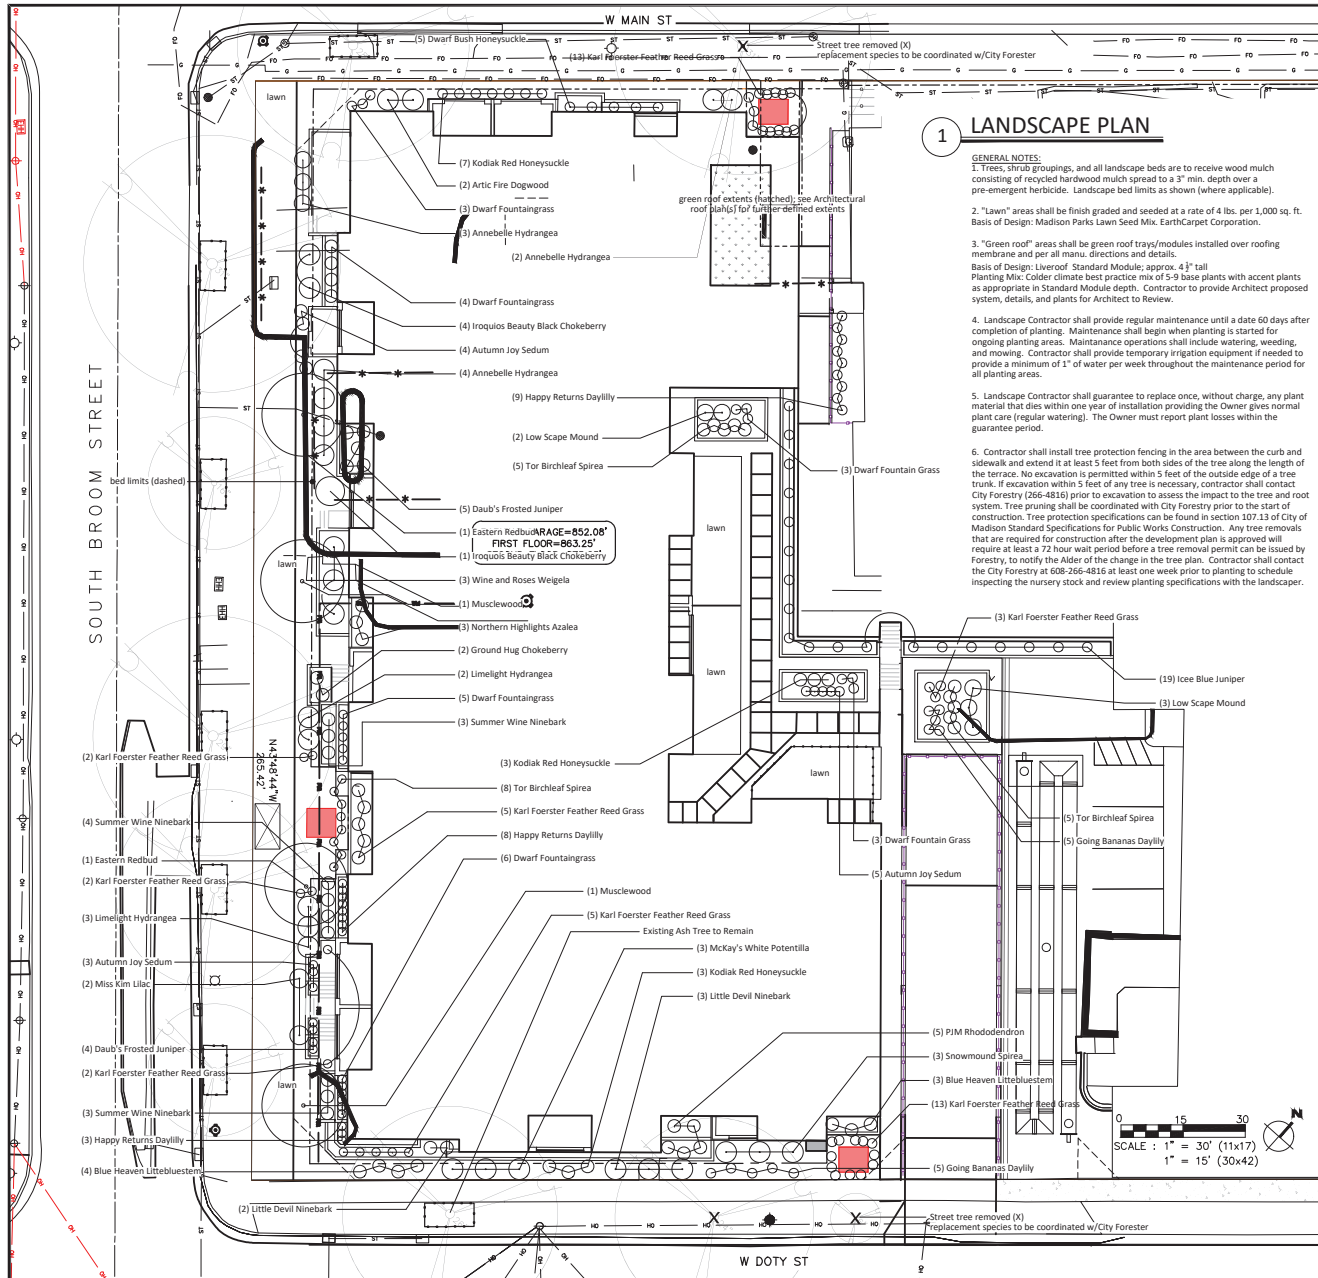 W MAIN ST
(5) Dwarf Bush Honeysuckle
(13) Karl Foerster Feather Reed Grass
Street tree removed (X)
replacement species to be coordinated w/City Forester
lawn
1
LANDSCAPE PLAN
GENERAL NOTES:
1. Trees, shrub groupings, and all landscape beds are to receive wood mulch
consisting of recycled hardwood mulch spread to a 3" min. depth over a
pre-emergent herbicide. Landscape bed limits as shown (where applicable).
2. "Lawn" areas shall be finish graded and seeded at a rate of 4 lbs. per 1,000 sq. ft.
Basis of Design: Madison Parks Lawn Seed Mix. EarthCarpet Corporation.
3. "Green roof" areas shall be green roof trays/modules installed over roofing
membrane and per all manu. directions and details.
Basis of Design: Liveroof Standard Module; approx. 4 ½" tall
Planting Mix: Colder climate best practice mix of 5-9 base plants with accent plants
as appropriate in Standard Module depth. Contractor to provide Architect proposed
system, details, and plants for Architect to Review.
4. Landscape Contractor shall provide regular maintenance until a date 60 days after
completion of planting. Maintenance shall begin when planting is started for
ongoing planting areas. Maintanance operations shall include watering, weeding,
and mowing. Contractor shall provide temporary irrigation equipment if needed to
provide a minimum of 1" of water per week throughout the maintenance period for
all planting areas.
5. Landscape Contractor shall guarantee to replace once, without charge, any plant
material that dies within one year of installation providing the Owner gives normal
plant care (regular watering). The Owner must report plant losses within the
guarantee period.
6. Contractor shall install tree protection fencing in the area between the curb and
sidewalk and extend it at least 5 feet from both sides of the tree along the length of
the terrace. No excavation is permitted within 5 feet of the outside edge of a tree
trunk. If excavation within 5 feet of any tree is necessary, contractor shall contact
City Forestry (266-4816) prior to excavation to assess the impact to the tree and root
system. Tree pruning shall be coordinated with City Forestry prior to the start of
construction. Tree protection specifications can be found in section 107.13 of City of
Madison Standard Specifications for Public Works Construction. Any tree removals
that are required for construction after the development plan is approved will
require at least a 72 hour wait period before a tree removal permit can be issued by
Forestry, to notify the Alder of the change in the tree plan. Contractor shall contact
the City Forestry at 608-266-4816 at least one week prior to planting to schedule
inspecting the nursery stock and review planting specifications with the landscaper.
(7) Kodiak Red Honeysuckle
(2) Artic Fire Dogwood
(3) Dwarf Fountaingrass
(3) Annebelle Hydrangea
green roof extents (hatched); see Architectural
roof plan(s) for further defined extents
(2) Annebelle Hydrangea
(4) Dwarf Fountaingrass
(4) Iroquios Beauty Black Chokeberry
(4) Autumn Joy Sedum
(4) Annebelle Hydrangea
(9) Happy Returns Daylilly
(2) Low Scape Mound
(5) Tor Birchleaf Spirea
(3) Dwarf Fountain Grass
SOUTH BROOM STREET
bed limits (dashed)
(5) Daub's Frosted Juniper
(1) Eastern Redbud
ARAGE=852.08'
FIRST FLOOR=863.25'
(1) Iroquois Beauty Black Chokeberry
(3) Wine and Roses Weigela
(1) Musclewood
(3) Northern Highlights Azalea
(2) Ground Hug Chokeberry
(2) Limelight Hydrangea
(5) Dwarf Fountaingrass
(3) Summer Wine Ninebark
lawn
lawn
lawn
(3) Karl Foerster Feather Reed Grass
(19) Icee Blue Juniper
(3) Low Scape Mound
N43°48'44"W
265.42'
(2) Karl Foerster Feather Reed Grass
(3) Kodiak Red Honeysuckle
(8) Tor Birchleaf Spirea
(5) Karl Foerster Feather Reed Grass
(4) Summer Wine Ninebark
(8) Happy Returns Daylilly
(5) Tor Birchleaf Spirea
(3) Dwarf Fountain Grass
(5) Going Bananas Daylily
(1) Eastern Redbud
(6) Dwarf Fountaingrass
(5) Autumn Joy Sedum
(2) Karl Foerster Feather Reed Grass
(1) Musclewood
(3) Limelight Hydrangea
(5) Karl Foerster Feather Reed Grass
Existing Ash Tree to Remain
(3) McKay's White Potentilla
(3) Autumn Joy Sedum
(3) Kodiak Red Honeysuckle
(2) Miss Kim Lilac
(3) Little Devil Ninebark
(5) PJM Rhododendron
(4) Daub's Frosted Juniper
(3) Snowmound Spirea
(2) Karl Foerster Feather Reed Grass
lawn
(3) Blue Heaven Littebluestem
(3) Summer Wine Ninebark
(13) Karl Foerster Feather Reed Grass
(3) Happy Returns Daylilly
(4) Blue Heaven Littebluestem
(5) Going Bananas Daylily
(2) Little Devil Ninebark
0 15 30
N
SCALE : 1" = 30' (11x17)
1" = 15' (30x42)
Street tree removed (X)
replacement species to be coordinated w/City Forester
W DOTY ST